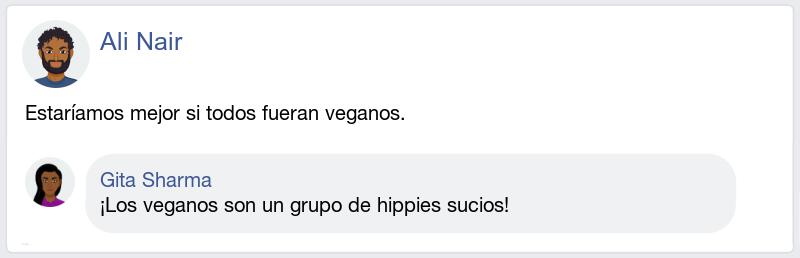 Ali Nair
Estaríamos mejor si todos fueran veganos.
Gita Sharma
¡Los veganos son un grupo de hippies sucios!